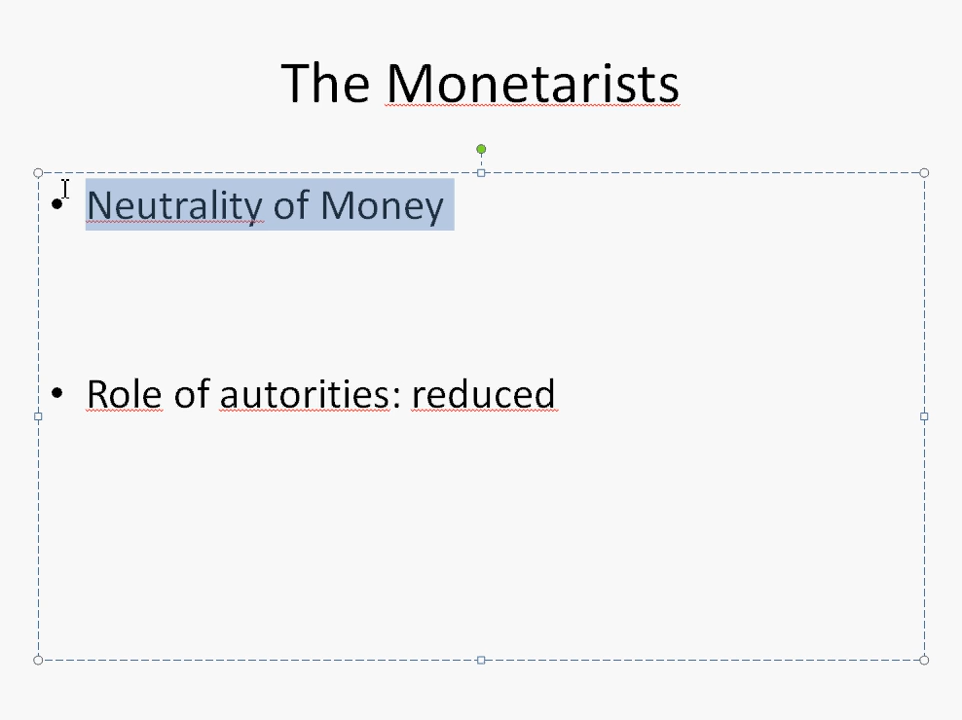 The Monetarists
• Neutrality of Money
• Role of autorities: reduced